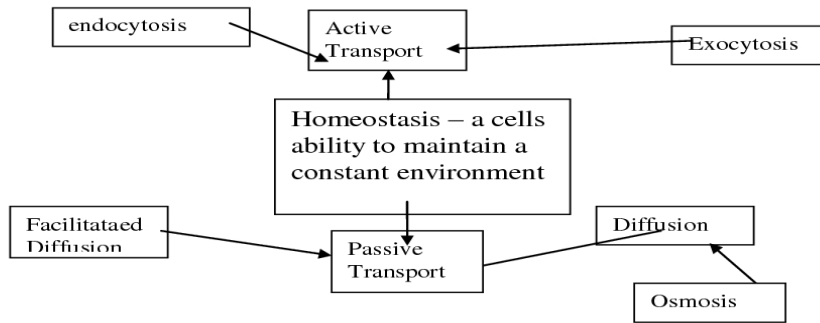 endocytosis
Active
Transport
Exocytosis
Homeostasis – a cells
ability to maintain a
constant environment
Facilitataed
Diffusion
Passive
Transport
Diffusion
Osmosis